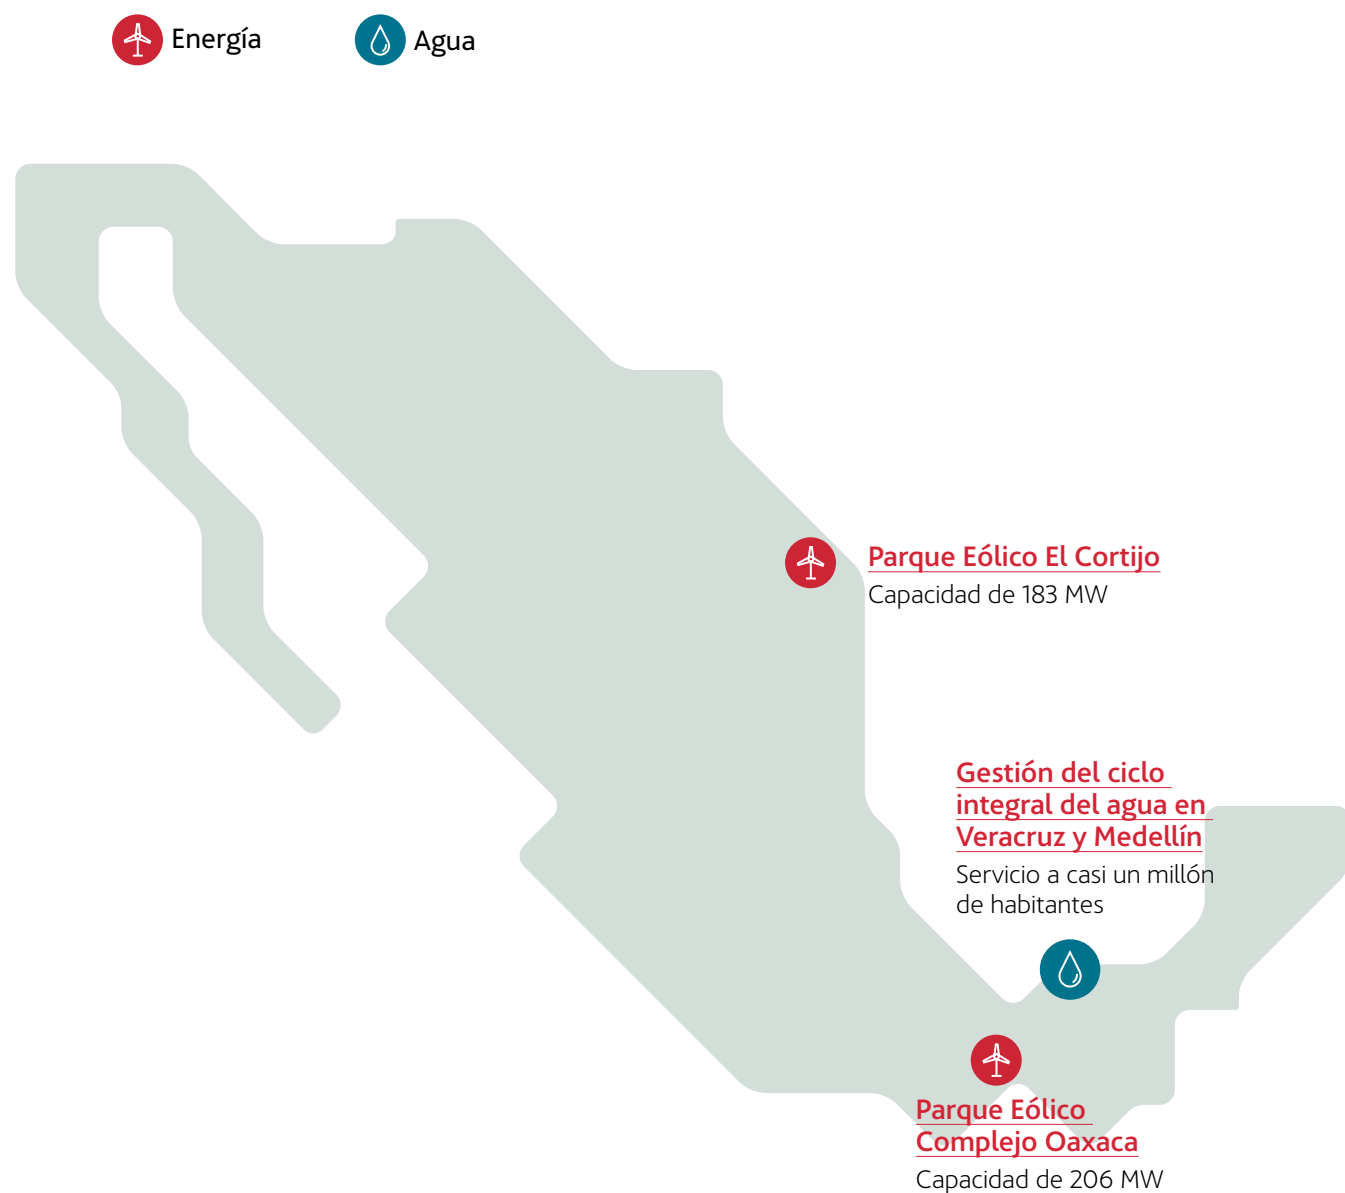 Energía
Agua
Parque Eólico El Cortijo
Capacidad de 183 MW
Gestión del ciclo
integral del agua en
Veracruz y Medellín
Servicio a casi un millón
de habitantes
Parque Eólico
Complejo Oaxaca
Capacidad de 206 MW